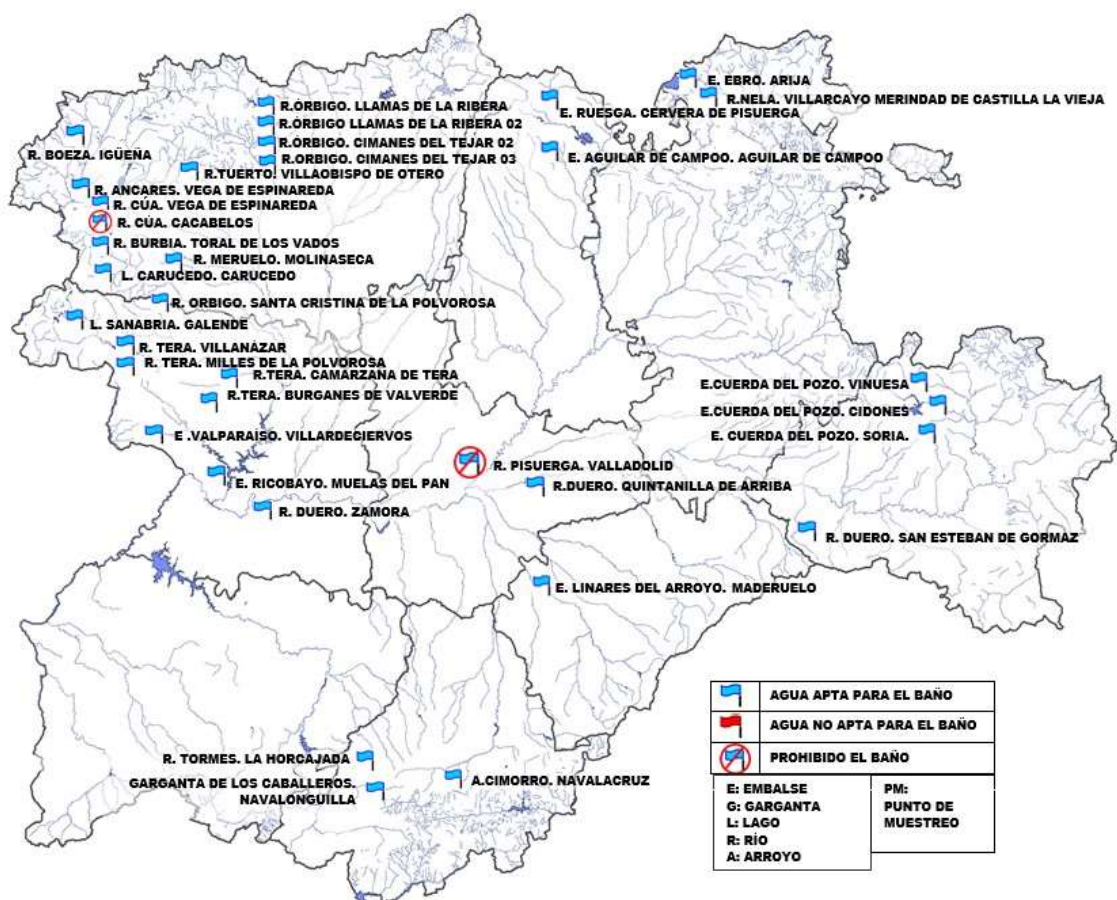 E. EBRO. ARIJA
R.NELA. VILLARCAYO MERINDAD DE CASTILLA LA VIEJA
R.ÓRBIGO. LLAMAS DE LA RIBERA
E. RUESGA. CERVERA DE PISUERGA
R.ÓRBIGO LLAMAS DE LA RIBERA 02
R.ÓRBIGO. CIMANES DEL TEJAR 02
R. BOEZA. IGÜEÑA
R.ORBIGO. CIMANES DEL TEJAR 03
E. AGUILAR DE CAMPOO. AGUILAR DE CAMPOO
R.TUERTO. VILLAOBISPO DE OTERO
R. ANCARES. VEGA DE ESPINAREDA
R. CÚA. VEGA DE ESPINAREDA
R. CÚA. CACABELOS
R. BURBIA. TORAL DE LOS VADOS
R. MERUELO. MOLINASECA
L. CARUCEDO. CARUCEDO
R. ORBIGO. SANTA CRISTINA DE LA POLVOROSA
L. SANABRIA. GALENDE
R. TERA. VILLANÁZAR
R. TERA. MILLES DE LA POLVOROSA
R.TERA. CAMARZANA DE TERA
R.TERA. BURGANES DE VALVERDE
E.CUERDA DEL POZO. VINUESA
E.CUERDA DEL POZO. CIDONES
E .VALPARAISO. VILLARDECIERVOS
E. CUERDA DEL POZO. SORIA.
R. PISUERGA. VALLADOLID
E. RICOBAYO. MUELAS DEL PAN
R.DUERO. QUINTANILLA DE ARRIBA
R. DUERO. ZAMORA
R. DUERO. SAN ESTEBAN DE GORMAZ
E. LINARES DEL ARROYO. MADERUELO
R. TORMES. LA HORCAJADA
GARGANTA DE LOS CABALLEROS.
NAVALONGUILLA
A.CIMORRO. NAVALACRUZ
AGUA APTA PARA EL BAÑO
AGUA NO APTA PARA EL BAÑO
PROHIBIDO EL BAÑO
E: EMBALSE
G: GARGANTA
L: LAGO
R: RÍO
A: ARROYO
PM:
PUNTO DE
MUESTREO